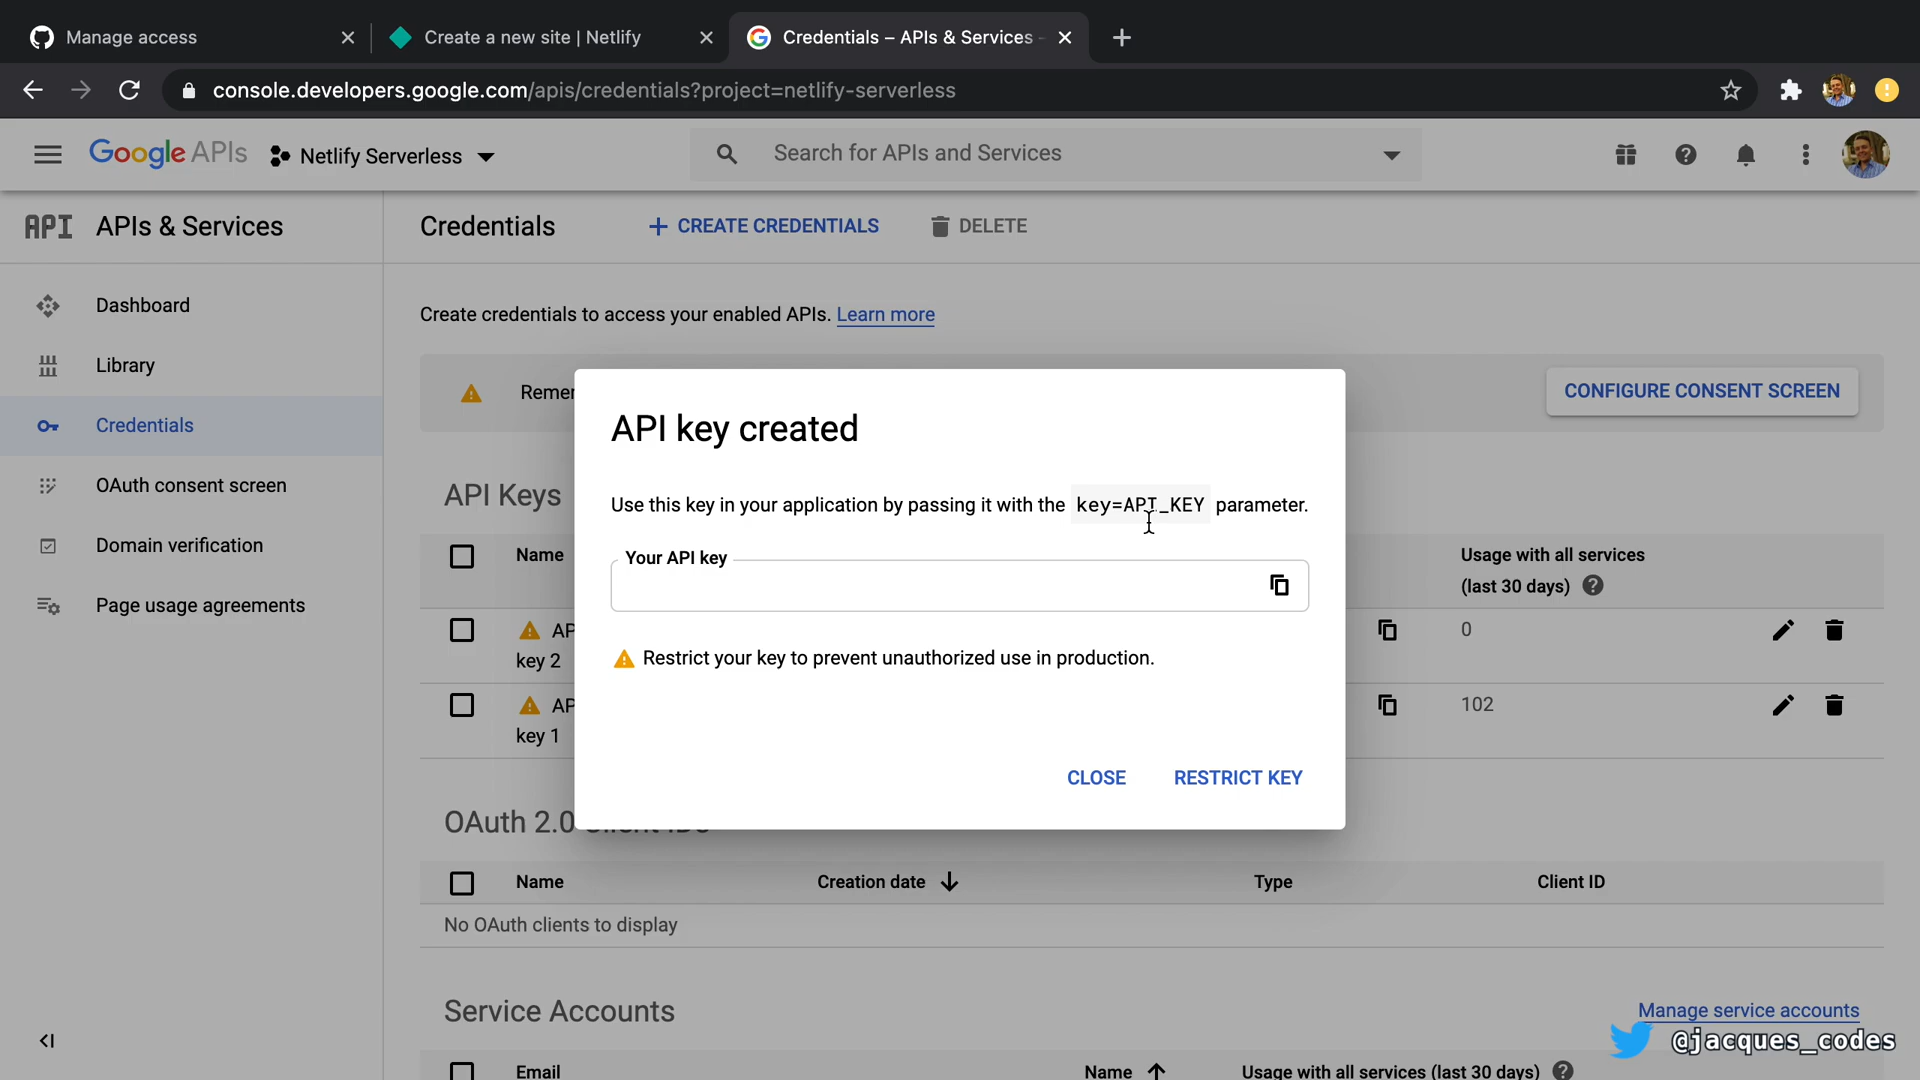 Manage access
Create a new site | Netlify
Credentials – APIs & Services
console.developers.google.com/apis/credentials?project=netlify-serverless
Google APIs
Netlify Serverless
Search for APIs and Services
API APIs & Services
Credentials
+ CREATE CREDENTIALS
DELETE
Dashboard
Library
Credentials
OAuth consent screen
Domain verification
Page usage agreements
Create credentials to access your enabled APIs. Learn more
CONFIGURE CONSENT SCREEN
API Keys
Name
Usage with all services
(last 30 days)
key 2
0
key 1
102
API key created
Use this key in your application by passing it with the key=API_KEY parameter.
Your API key
Restrict your key to prevent unauthorized use in production.
CLOSE
RESTRICT KEY
OAuth 2.0 Client IDs
Name
Creation date
Type
Client ID
No OAuth clients to display
Service Accounts
Manage service accounts
@jacques_codes
Email
Name
Usage with all services (last 30 days)